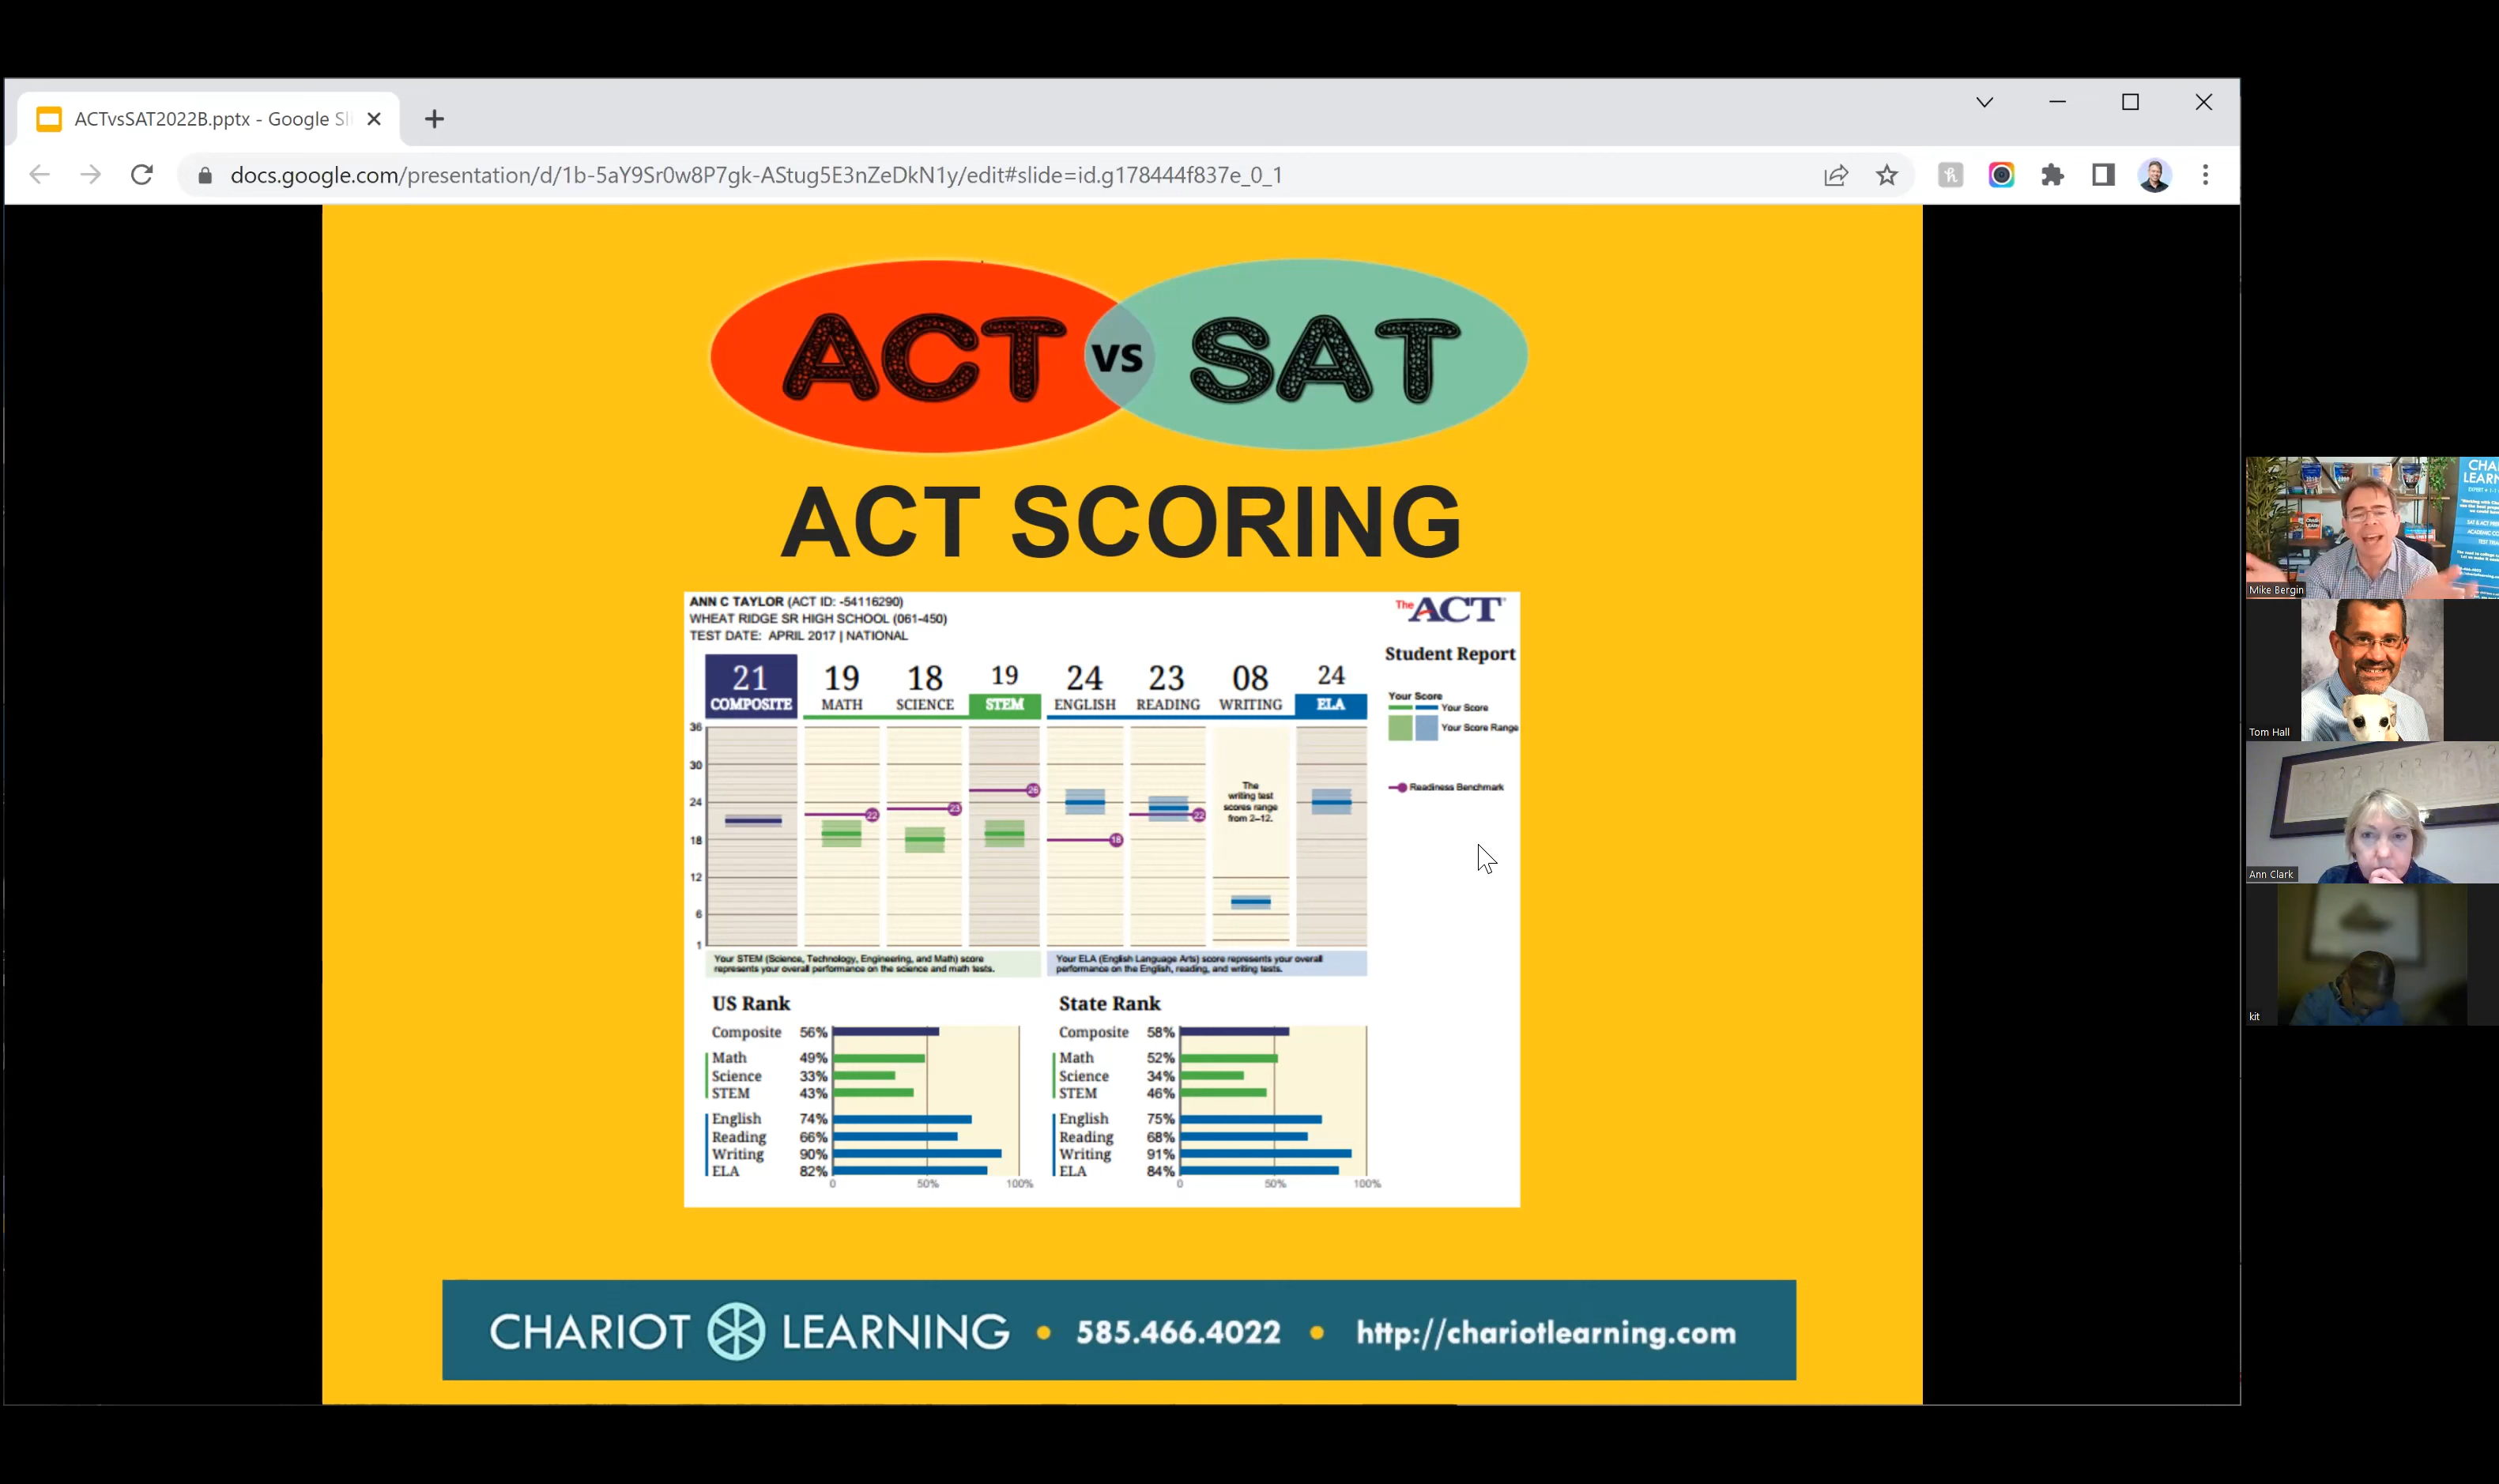 ACTvsSAT2022B.pptx - Google Sli
docs.google.com/presentation/d/1b-5aY9Sr0w8P7gk-AStug5E3nZeDkN1y/edit#slide=id.g178444f837e_0_1
ACT vs SAT
ACT SCORING
ANN C TAYLOR (ACT ID: -54116290)
WHEAT RIDGE SR HIGH SCHOOL (061-450)
TEST DATE: APRIL 2017 | NATIONAL
The ACT
Student Report
21 19 18 19 24 23 08 24
COMPOSITE MATH SCIENCE STEM ENGLISH READING WRITING ELA
Your Score
Your Score
Your Score Range
Readiness Benchmark
36
30
24
18
12
6
1
22
23
26
18
22
The
writing test
scores range
from 2–12.
Your STEM (Science, Technology, Engineering, and Math) score
represents your overall performance on the science and math tests.
Your ELA (English Language Arts) score represents your overall
performance on the English, reading, and writing tests.
US Rank
Composite 56%
Math 49%
Science 33%
STEM 43%
English 74%
Reading 66%
Writing 90%
ELA 82%
0 50% 100%
State Rank
Composite 58%
Math 52%
Science 34%
STEM 46%
English 75%
Reading 68%
Writing 91%
ELA 84%
0 50% 100%
CHARIOT LEARNING • 585.466.4022 • http://chariotlearning.com
CHA
LEARN
Mike Bergin
Tom Hall
Ann Clark
kit